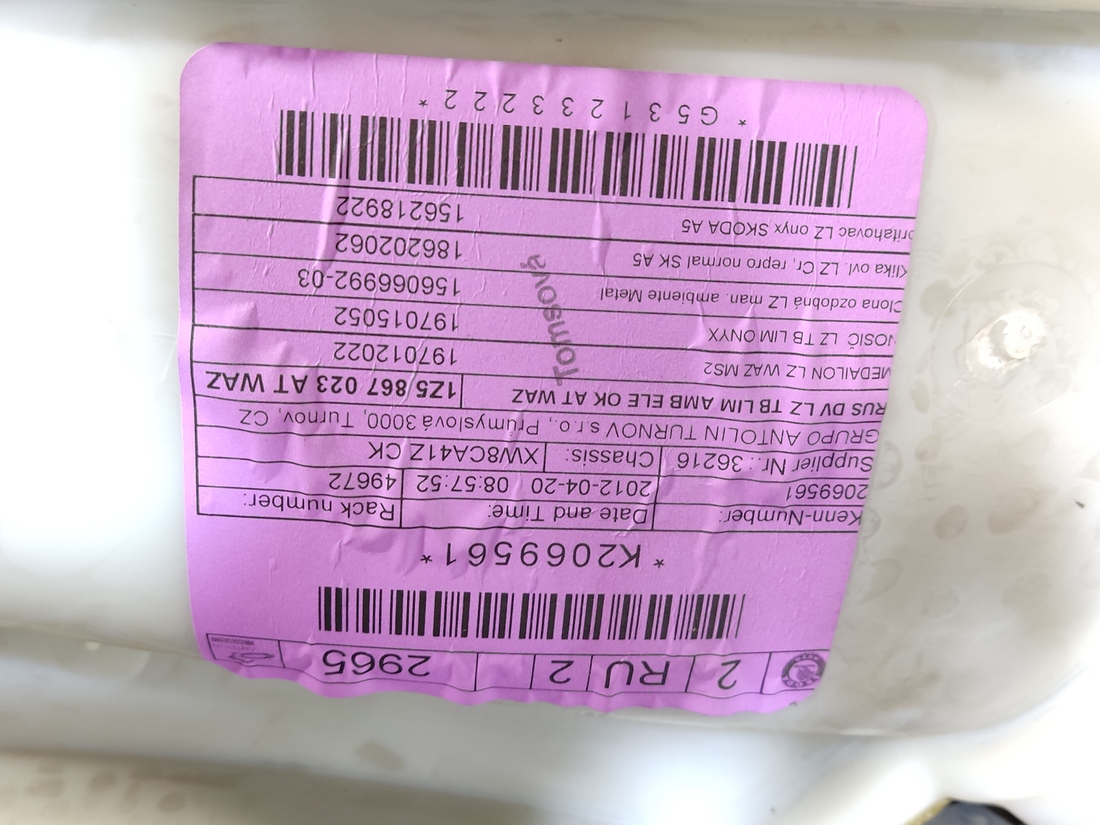 2 RU 2 2965
*K2069561*
Kenn-Number: Date and Time: Rack number:
2069561 2012-04-20 08:57:52 49672
Supplier Nr.: 36216 Chassis: XW8CA41Z CK
GRUPO ANTOLIN TURNOV s.r.o., Prumyslová 3000, Turnov, CZ
RUS DV LZ TB LIM AMB ELE OK AT WAZ 1Z5 867 023 AT WAZ
MEDAILON LZ WAZ MS2 197012022
NOSIČ LZ TB LIM ONYX 197015052
Clona ozdobná LZ man. ambiente Metal 156066992-03
Klika ovl. LZ Cr, repro normal SK A5 186202062
pritahovac LZ onyx SKODA A5 156218922
*G5312332222*
Tomsová